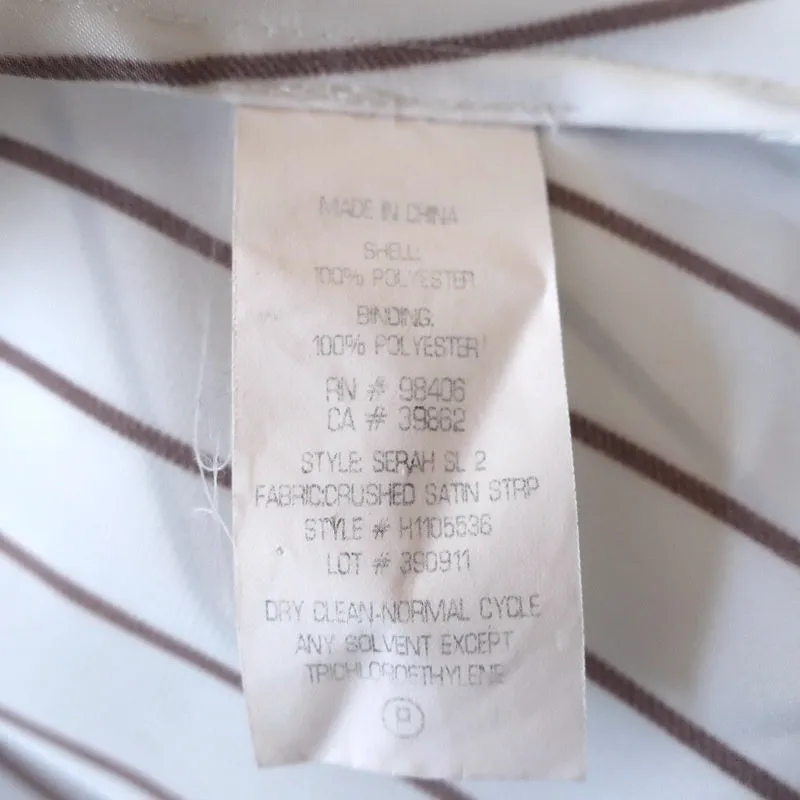 MADE IN CHINA
SHELL:
100% POLYESTER
BINDING:
100% POLYESTER
RN # 98406
CA # 39862
STYLE: SERAH SL 2
FABRIC:CRUSHED SATIN STRP
STYLE # H1105536
LOT # 390911
DRY CLEAN-NORMAL CYCLE
ANY SOLVENT EXCEPT
TRICHLOROETHYLENE
P